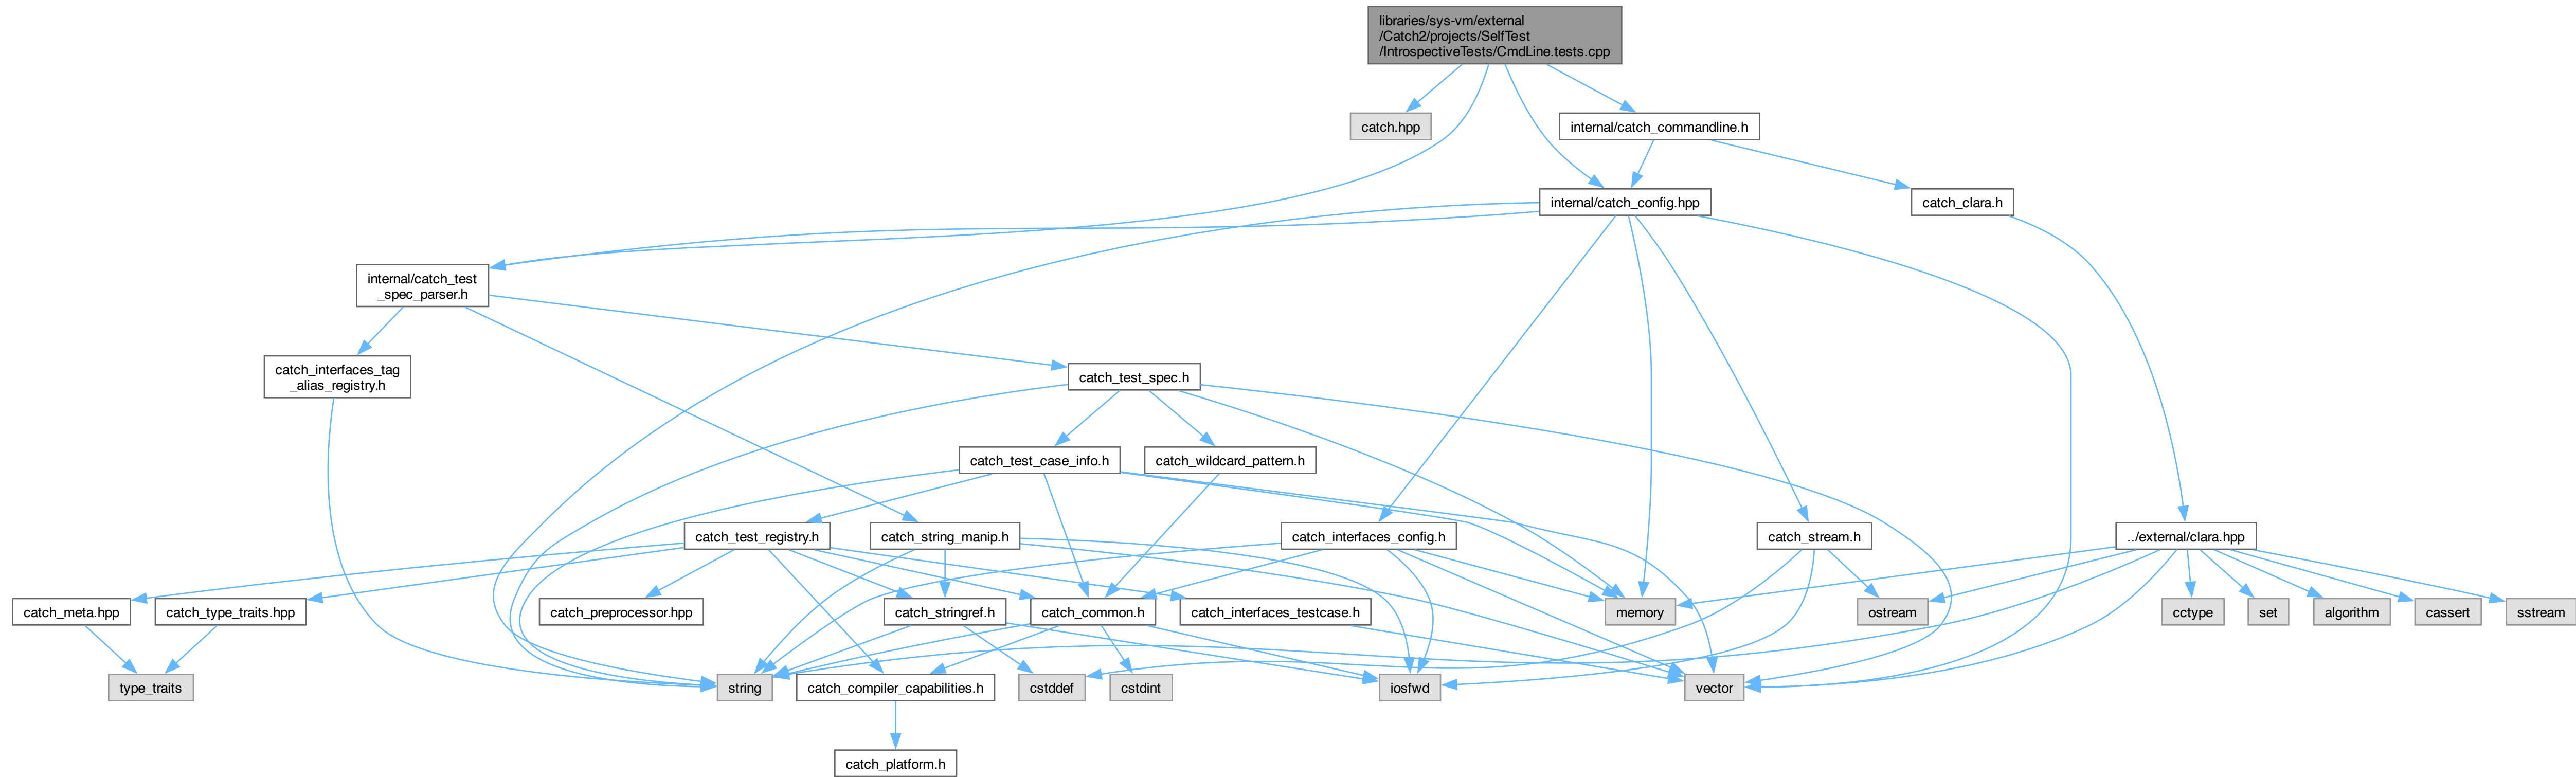 libraries/sys-vm/external
/Catch2/projects/SelfTest
/IntrospectiveTests/CmdLine.tests.cpp
catch.hpp
internal/catch_commandline.h
internal/catch_config.hpp
catch_clara.h
internal/catch_test
_spec_parser.h
catch_interfaces_tag
_alias_registry.h
catch_test_spec.h
catch_test_case_info.h
catch_wildcard_pattern.h
catch_test_registry.h
catch_string_manip.h
catch_interfaces_config.h
catch_stream.h
../external/clara.hpp
catch_meta.hpp
catch_type_traits.hpp
catch_preprocessor.hpp
catch_stringref.h
catch_common.h
catch_interfaces_testcase.h
memory
ostream
cctype
set
algorithm
cassert
sstream
type_traits
string
catch_compiler_capabilities.h
cstddef
cstdint
iosfwd
vector
catch_platform.h